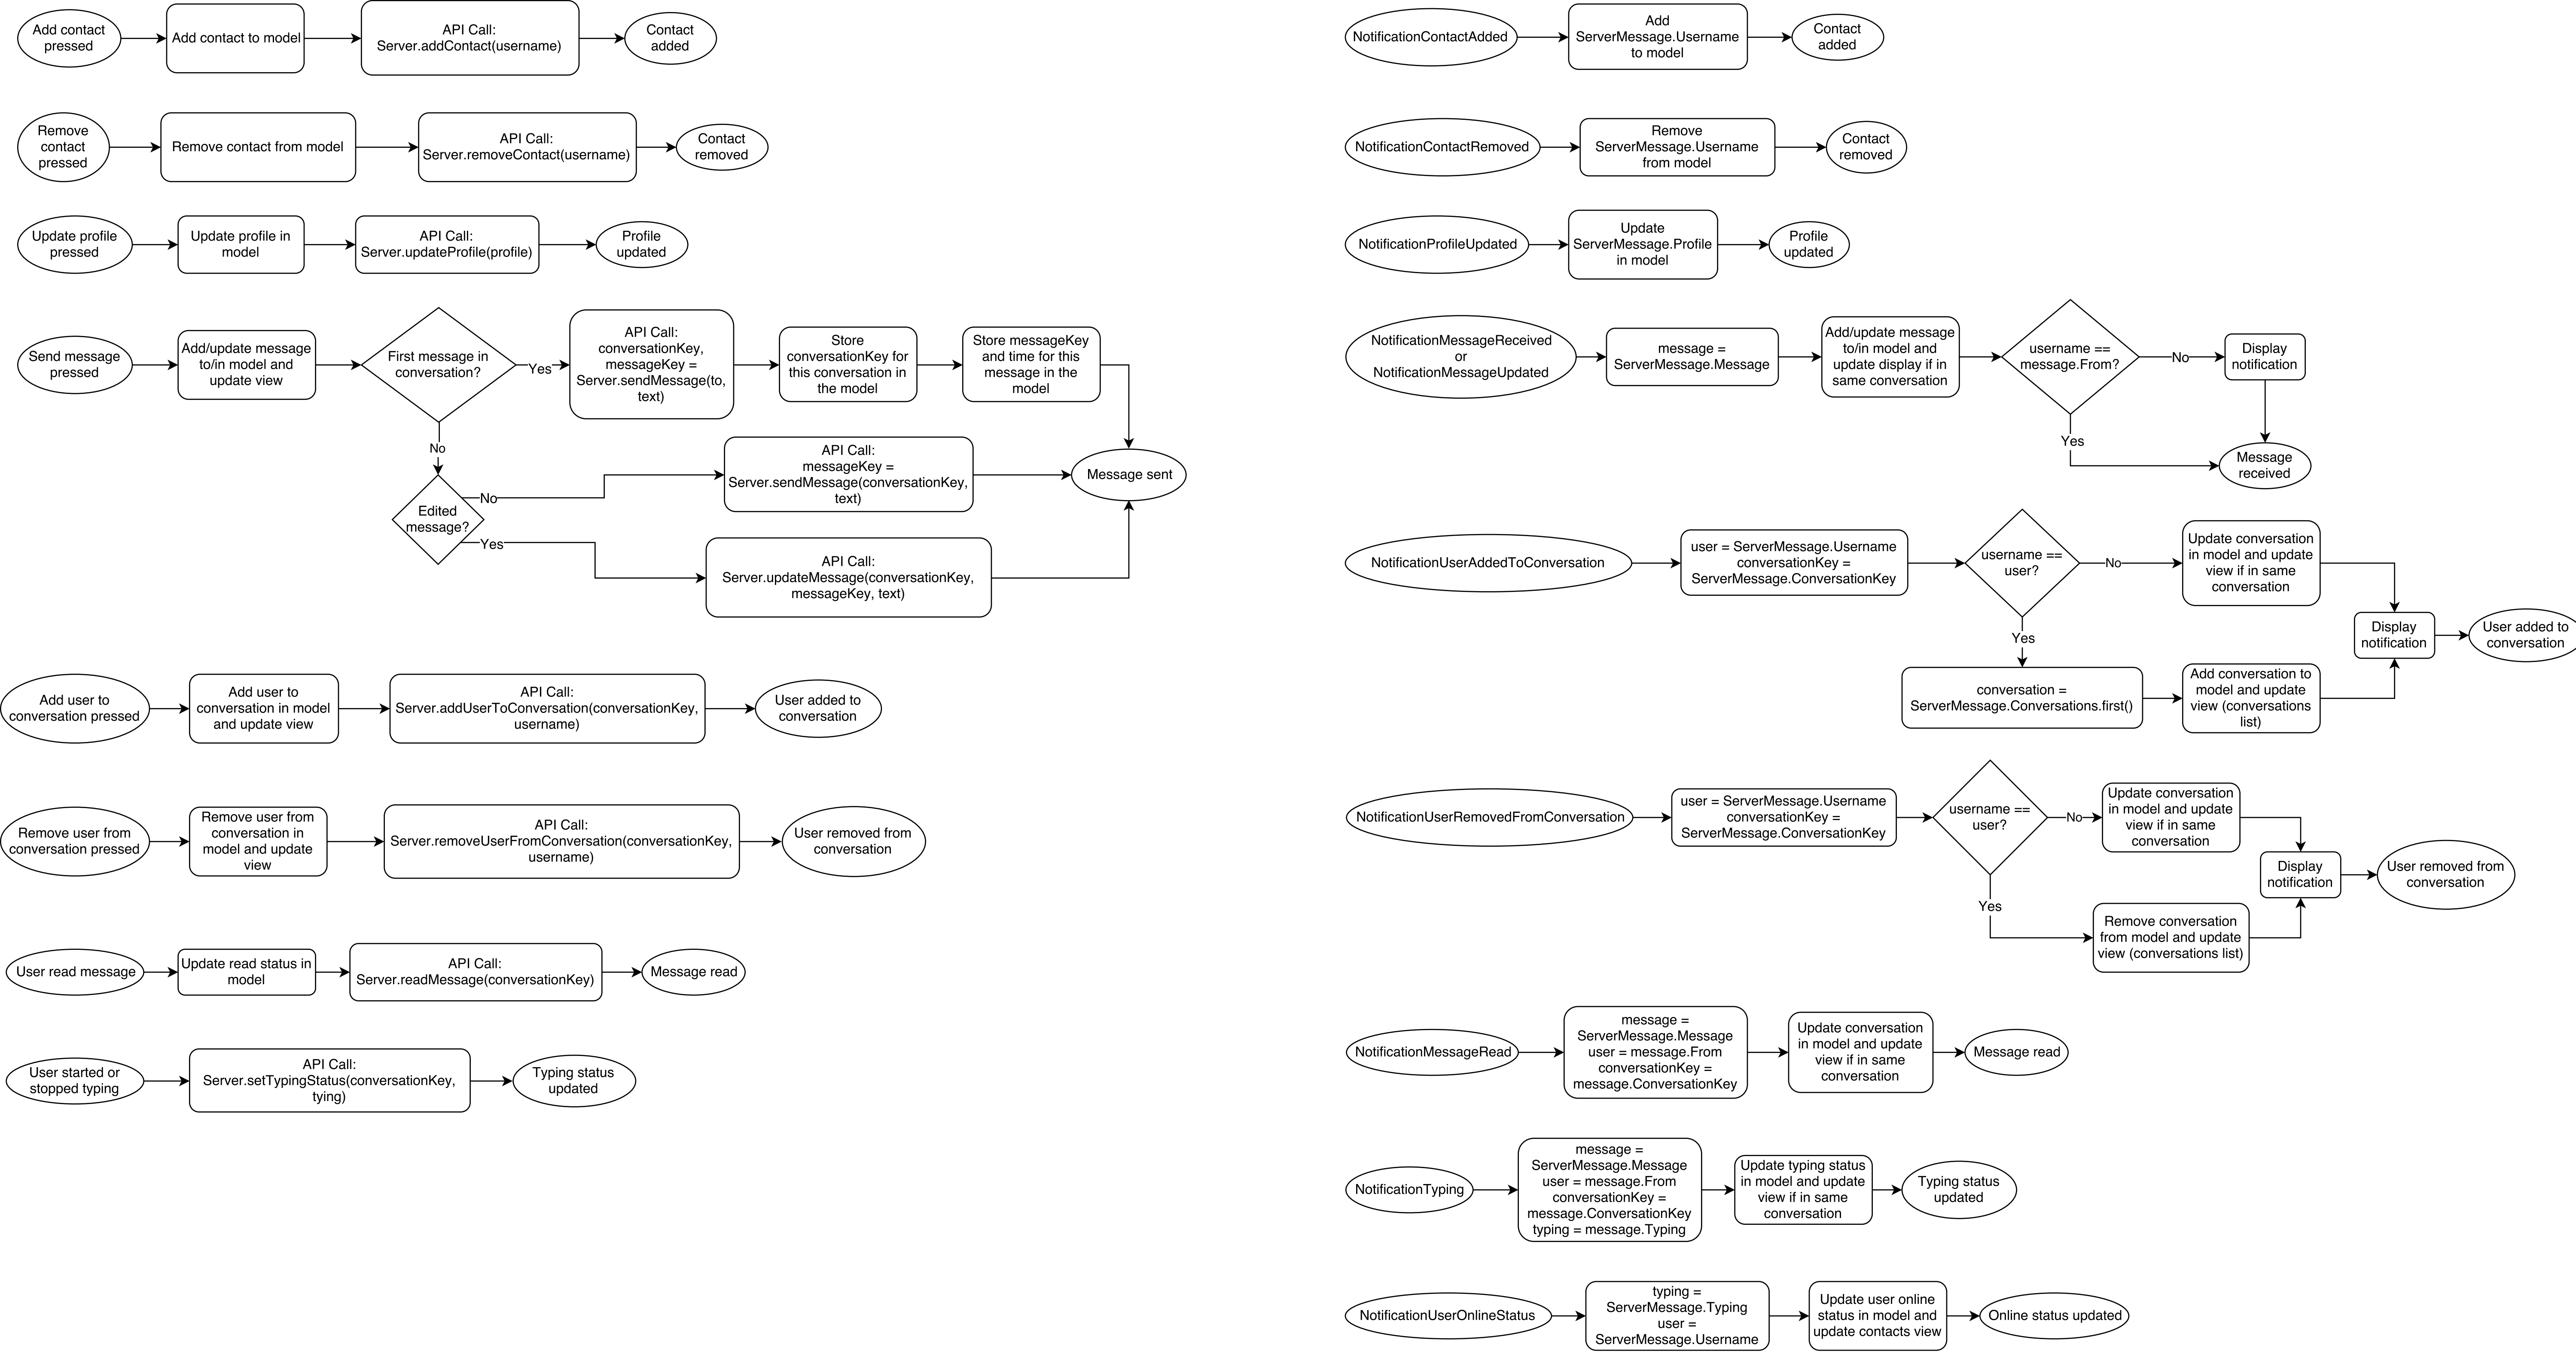 Add contact
pressed
Add contact to model
API Call:
Server.addContact(username)
Contact
added
Remove
contact
pressed
Remove contact from model
API Call:
Server.removeContact(username)
Contact
removed
Update profile
pressed
Update profile in
model
API Call:
Server.updateProfile(profile)
Profile
updated
Send message
pressed
Add/update message
to/in model and
update view
First message in
conversation?
Yes
API Call:
conversationKey,
messageKey =
Server.sendMessage(to,
text)
Store
conversationKey for
this conversation in
the model
Store messageKey
and time for this
message in the
model
No
Edited
message?
No
API Call:
messageKey =
Server.sendMessage(conversationKey,
text)
Message sent
Yes
API Call:
Server.updateMessage(conversationKey,
messageKey, text)
Add user to
conversation pressed
Add user to
conversation in model
and update view
API Call:
Server.addUserToConversation(conversationKey,
username)
User added to
conversation
Remove user from
conversation pressed
Remove user from
conversation in
model and update
view
API Call:
Server.removeUserFromConversation(conversationKey,
username)
User removed from
conversation
User read message
Update read status in
model
API Call:
Server.readMessage(conversationKey)
Message read
User started or
stopped typing
API Call:
Server.setTypingStatus(conversationKey,
tying)
Typing status
updated
NotificationContactAdded
Add
ServerMessage.Username
to model
Contact
added
NotificationContactRemoved
Remove
ServerMessage.Username
from model
Contact
removed
NotificationProfileUpdated
Update
ServerMessage.Profile
in model
Profile
updated
NotificationMessageReceived
or
NotificationMessageUpdated
message =
ServerMessage.Message
Add/update message
to/in model and
update display if in
same conversation
username ==
message.From?
No
Display
notification
Yes
Message
received
NotificationUserAddedToConversation
user = ServerMessage.Username
conversationKey =
ServerMessage.ConversationKey
username ==
user?
No
Update conversation
in model and update
view if in same
conversation
Yes
conversation =
ServerMessage.Conversations.first()
Add conversation to
model and update
view (conversations
list)
Display
notification
User added to
conversation
NotificationUserRemovedFromConversation
user = ServerMessage.Username
conversationKey =
ServerMessage.ConversationKey
username ==
user?
No
Update conversation
in model and update
view if in same
conversation
Yes
Remove conversation
from model and update
view (conversations list)
Display
notification
User removed from
conversation
NotificationMessageRead
message =
ServerMessage.Message
user = message.From
conversationKey =
message.ConversationKey
Update conversation
in model and update
view if in same
conversation
Message read
NotificationTyping
message =
ServerMessage.Message
user = message.From
conversationKey =
message.ConversationKey
typing = message.Typing
Update typing status
in model and update
view if in same
conversation
Typing status
updated
NotificationUserOnlineStatus
typing =
ServerMessage.Typing
user =
ServerMessage.Username
Update user online
status in model and
update contacts view
Online status updated